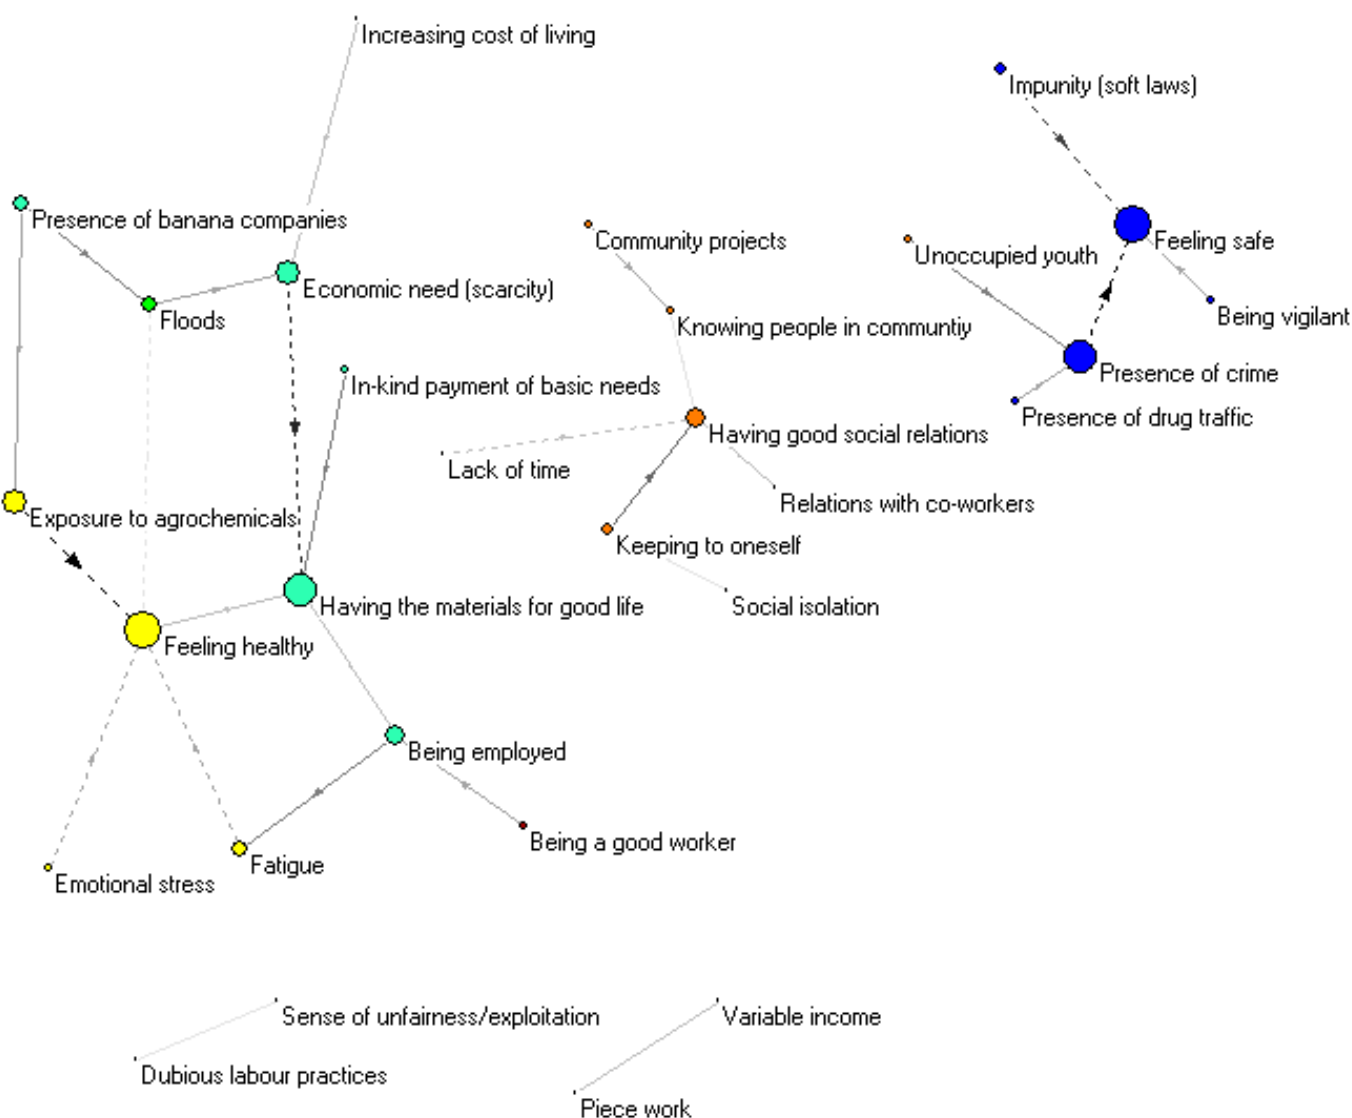 Increasing cost of living
Impunity (soft laws)
Presence of banana companies
Community projects
Feeling safe
Unoccupied youth
Economic need (scarcity)
Floods
Knowing people in communtiy
Being vigilant
Presence of crime
In-kind payment of basic needs
Presence of drug traffic
Having good social relations
Lack of time
Relations with co-workers
Exposure to agrochemicals
Keeping to oneself
Having the materials for good life
Social isolation
Feeling healthy
Being employed
Being a good worker
Fatigue
Emotional stress
Sense of unfairness/exploitation
Variable income
Dubious labour practices
Piece work